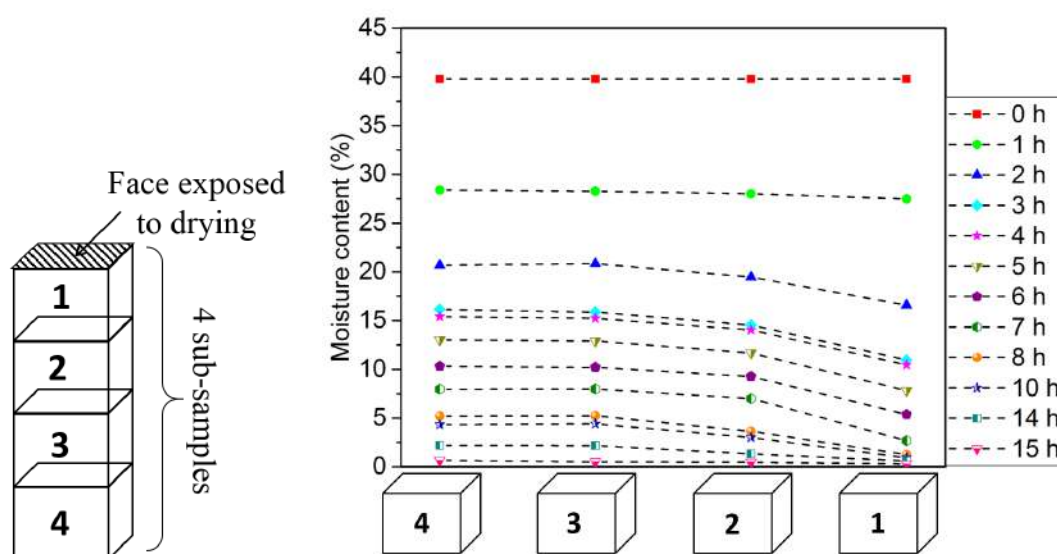 Face exposed
to drying
1
2
3
4
4 sub-samples
Moisture content (%)
45
40
35
30
25
20
15
10
5
0
4
3
2
1
0 h
1 h
2 h
3 h
4 h
5 h
6 h
7 h
8 h
10 h
14 h
15 h